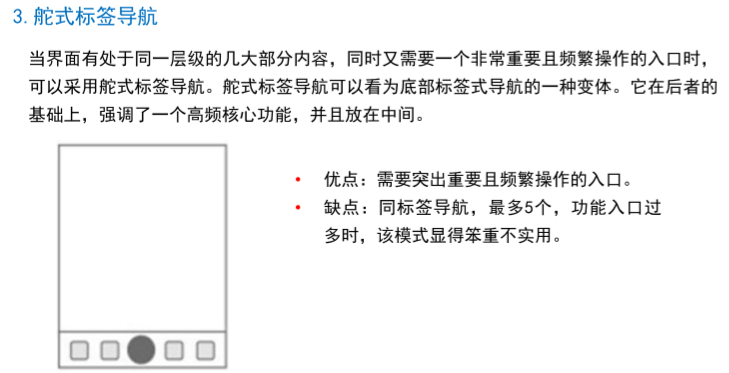 3.舵式标签导航
当界面有处于同一层级的几大部分内容，同时又需要一个非常重要且频繁操作的入口时，
可以采用舵式标签导航。舵式标签导航可以看为底部标签式导航的一种变体。它在后者的
基础上，强调了一个高频核心功能，并且放在中间。
• 优点：需要突出重要且频繁操作的入口。
• 缺点：同标签导航，最多5个，功能入口过
多时，该模式显得笨重不实用。